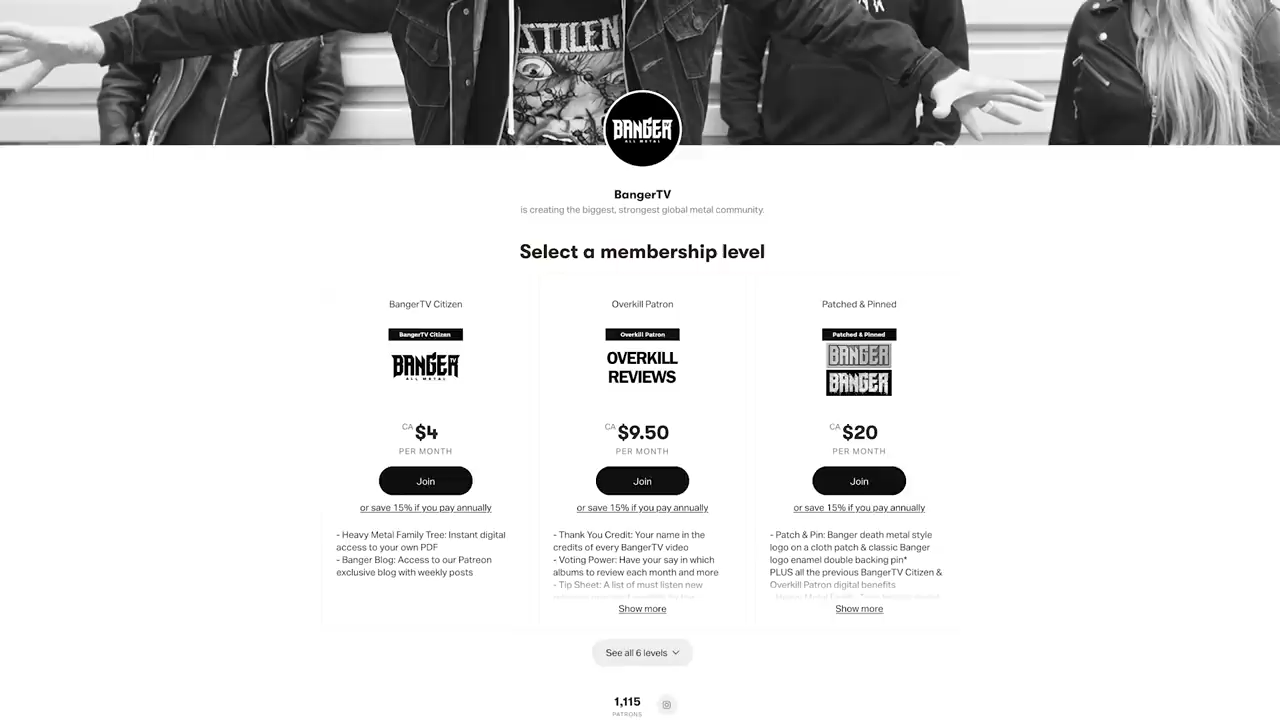 STILEN
BANGER
ALL METAL
BangerTV
is creating the biggest, strongest global metal community.
Select a membership level
BangerTV Citizen
BangerTV Citizen
BANGER TV
ALL METAL
CA $4
PER MONTH
Join
or save 15% if you pay annually
- Heavy Metal Family Tree: Instant digital
access to your own PDF
- Banger Blog: Access to our Patreon
exclusive blog with weekly posts
Overkill Patron
Overkill Patron
OVERKILL
REVIEWS
CA $9.50
PER MONTH
Join
or save 15% if you pay annually
- Thank You Credit: Your name in the
credits of every BangerTV video
- Voting Power: Have your say in which
albums to review each month and more
- Tip Sheet: A list of must listen new
Show more
Patched & Pinned
Patched & Pinned
BANGER
BANGER
CA $20
PER MONTH
Join
or save 15% if you pay annually
- Patch & Pin: Banger death metal style
logo on a cloth patch & classic Banger
logo enamel double backing pin*
PLUS all the previous BangerTV Citizen &
Overkill Patron digital benefits
Show more
See all 6 levels
1,115
PATRONS